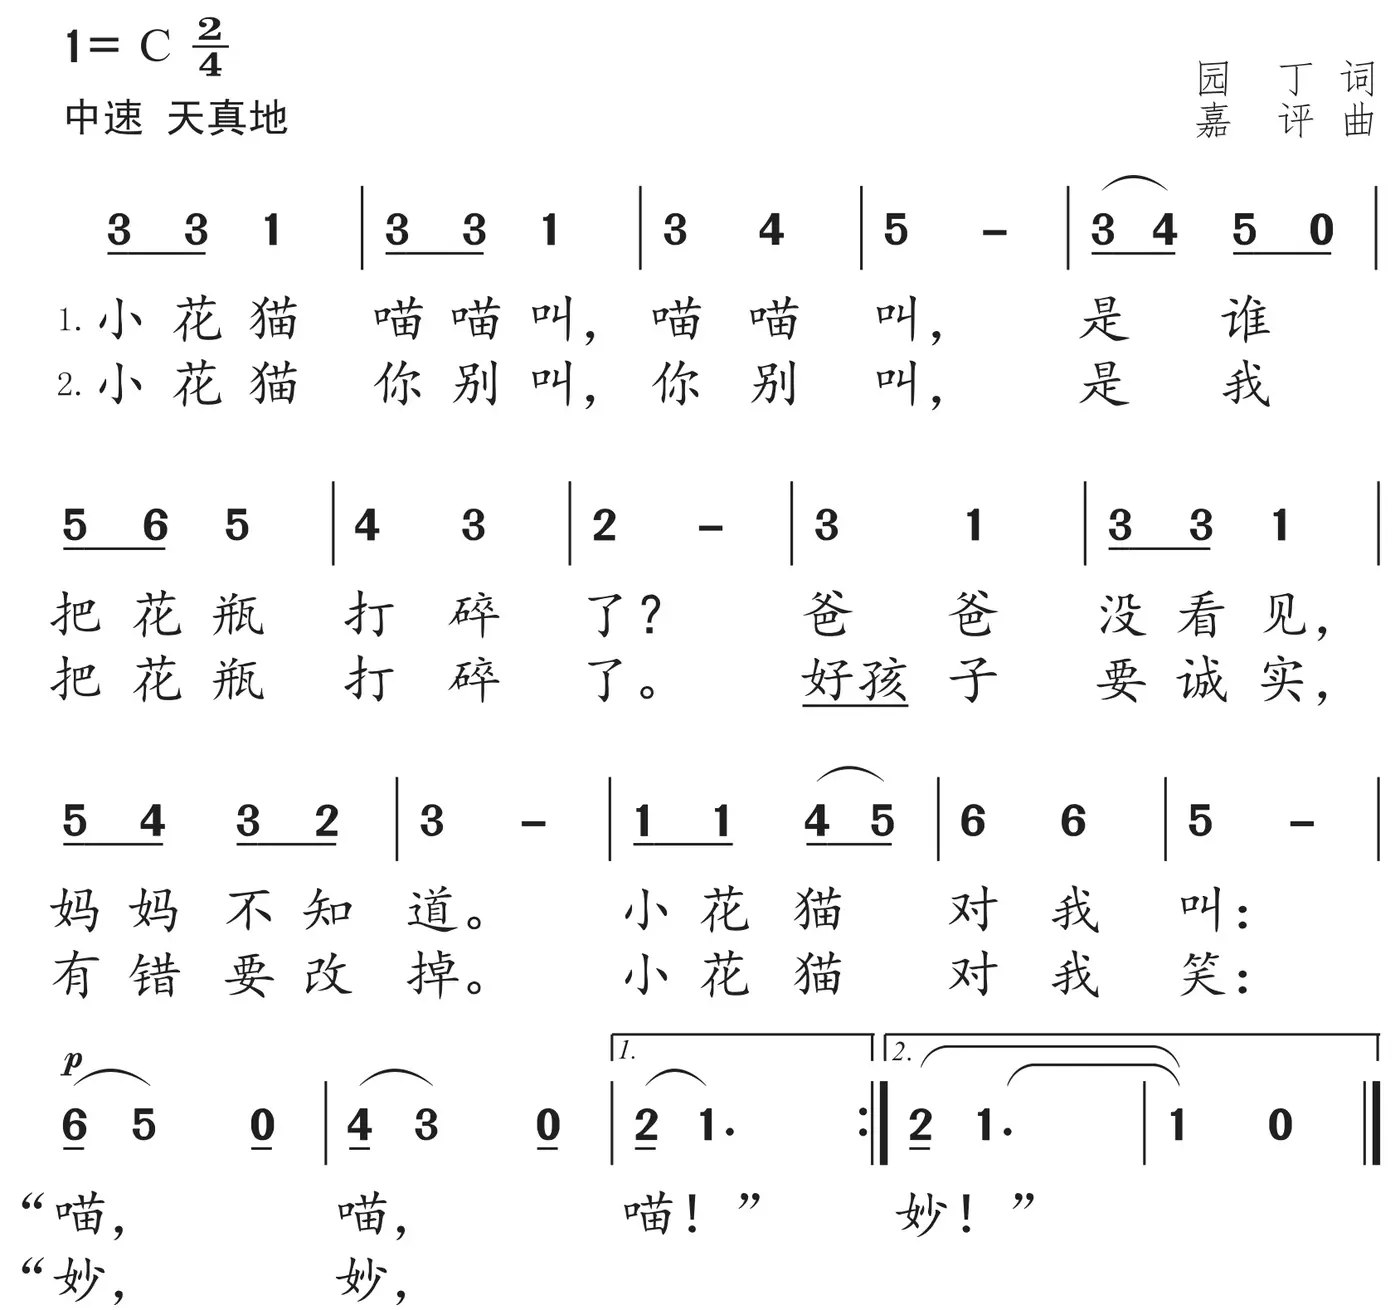 1= C 2/4
中速 天真地
园 丁 词
嘉 评 曲
3 3 1 | 3 3 1 | 3 4 | 5 – | 3 4 5 0 |
1. 小花猫 喵喵叫， 喵喵 叫， 是 谁
2. 小花猫 你别叫， 你别 叫， 是 我
5 6 5 | 4 3 | 2 – | 3 1 | 3 3 1 |
把花瓶 打碎 了？ 爸爸 没看见，
把花瓶 打碎 了。 好孩子 要诚实，
5 4 3 2 | 3 – | 1 1 4 5 | 6 6 | 5 – |
妈妈不知 道。 小花猫 对我 叫：
有错要改 掉。 小花猫 对我 笑：
p 1. 2.
6 5 0 | 4 3 0 | 2 1. :| 2 1. | 1 0 |
“喵， 喵， 喵！” 妙！”
“妙， 妙，